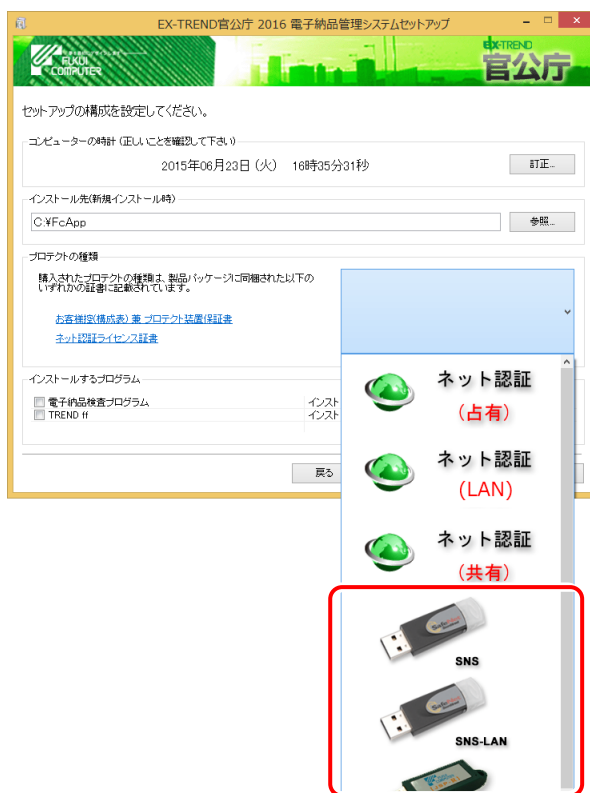 EX-TREND官公庁 2016 電子納品管理システムセットアップ
FUKUI
COMPUTER
EX-TREND
官公庁
セットアップの構成を設定してください。
コンピューターの時計 (正しいことを確認して下さい)
2015年06月23日 (火) 16時35分31秒
訂正...
インストール先(新規インストール時)
C:¥FcApp
参照...
プロテクトの種類
購入されたプロテクトの種類は、製品パッケージに同梱された以下の
いずれかの証書に記載されています。
お客様控(構成表) 兼 プロテクト装置保証書
ネット認証ライセンス証書
インストールするプログラム
電子納品検査プログラム インスト
TREND ff インスト
戻る
ネット認証
(占有)
ネット認証
(LAN)
ネット認証
(共有)
SNS
SNS-LAN